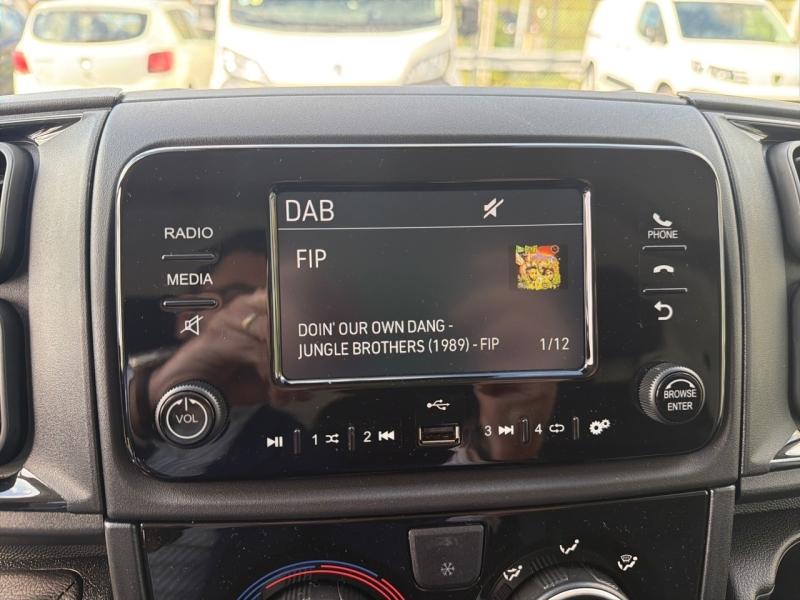 DAB
RADIO
FIP
MEDIA
PHONE
DOIN' OUR OWN DANG -
JUNGLE BROTHERS (1989) - FIP 1/12
VOL
BROWSE
ENTER
1 2 3 4